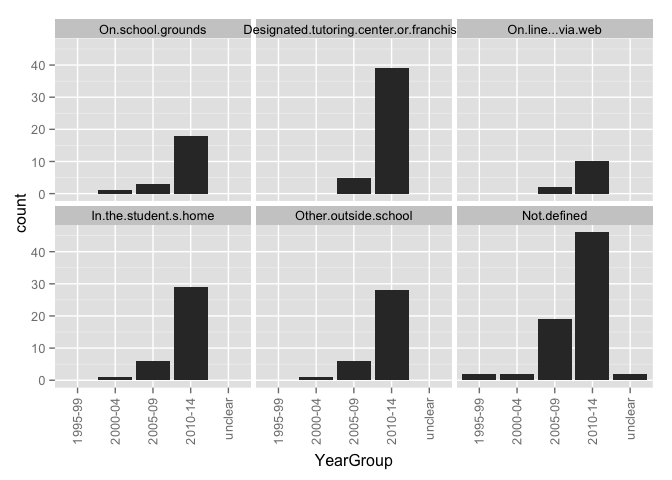 On.school.grounds
Designated.tutoring.center.or.franchis
On.line...via.web
40
30
20
10
0
In.the.student.s.home
Other.outside.school
Not.defined
40
30
20
10
0
count
1995-99
2000-04
2005-09
2010-14
unclear
1995-99
2000-04
2005-09
2010-14
unclear
1995-99
2000-04
2005-09
2010-14
unclear
YearGroup